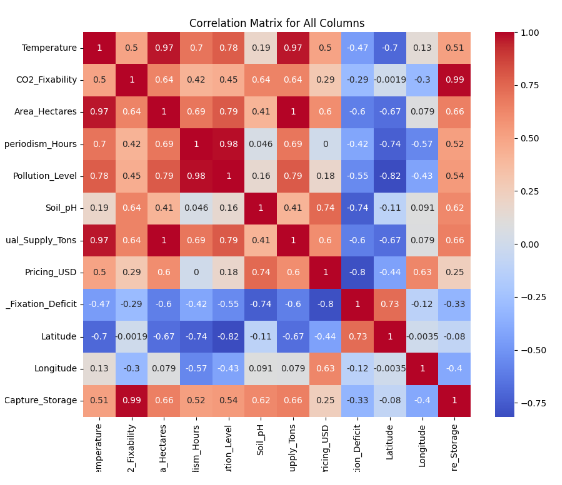 Correlation Matrix for All Columns
Temperature 1 0.5 0.97 0.7 0.78 0.19 0.97 0.5 -0.47 -0.7 0.13 0.51
CO2_Fixability 0.5 1 0.64 0.42 0.45 0.64 0.64 0.29 -0.29 -0.0019 -0.3 0.99
Area_Hectares 0.97 0.64 1 0.69 0.79 0.41 1 0.6 -0.6 -0.67 0.079 0.66
periodism_Hours 0.7 0.42 0.69 1 0.98 0.046 0.69 0 -0.42 -0.74 -0.57 0.52
Pollution_Level 0.78 0.45 0.79 0.98 1 0.16 0.79 0.18 -0.55 -0.82 -0.43 0.54
Soil_pH 0.19 0.64 0.41 0.046 0.16 1 0.41 0.74 -0.74 -0.11 0.091 0.62
ual_Supply_Tons 0.97 0.64 1 0.69 0.79 0.41 1 0.6 -0.6 -0.67 0.079 0.66
Pricing_USD 0.5 0.29 0.6 0 0.18 0.74 0.6 1 -0.8 -0.44 0.63 0.25
_Fixation_Deficit -0.47 -0.29 -0.6 -0.42 -0.55 -0.74 -0.6 -0.8 1 0.73 -0.12 -0.33
Latitude -0.7 -0.0019 -0.67 -0.74 -0.82 -0.11 -0.67 -0.44 0.73 1 -0.0035 -0.08
Longitude 0.13 -0.3 0.079 -0.57 -0.43 0.091 0.079 0.63 -0.12 -0.0035 1 -0.4
Capture_Storage 0.51 0.99 0.66 0.52 0.54 0.62 0.66 0.25 -0.33 -0.08 -0.4 1
emperature
2_Fixability
a_Hectares
lism_Hours
ution_Level
Soil_pH
upply_Tons
ricing_USD
tion_Deficit
Latitude
Longitude
re_Storage
1.00
0.75
0.50
0.25
0.00
−0.25
−0.50
−0.75